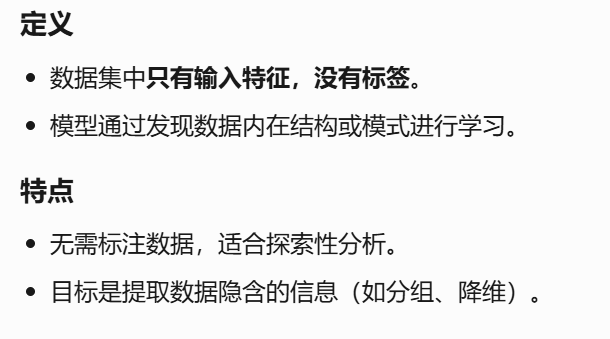 定义
• 数据集中只有输入特征，没有标签。
• 模型通过发现数据内在结构或模式进行学习。
特点
• 无需标注数据，适合探索性分析。
• 目标是提取数据隐含的信息（如分组、降维）。